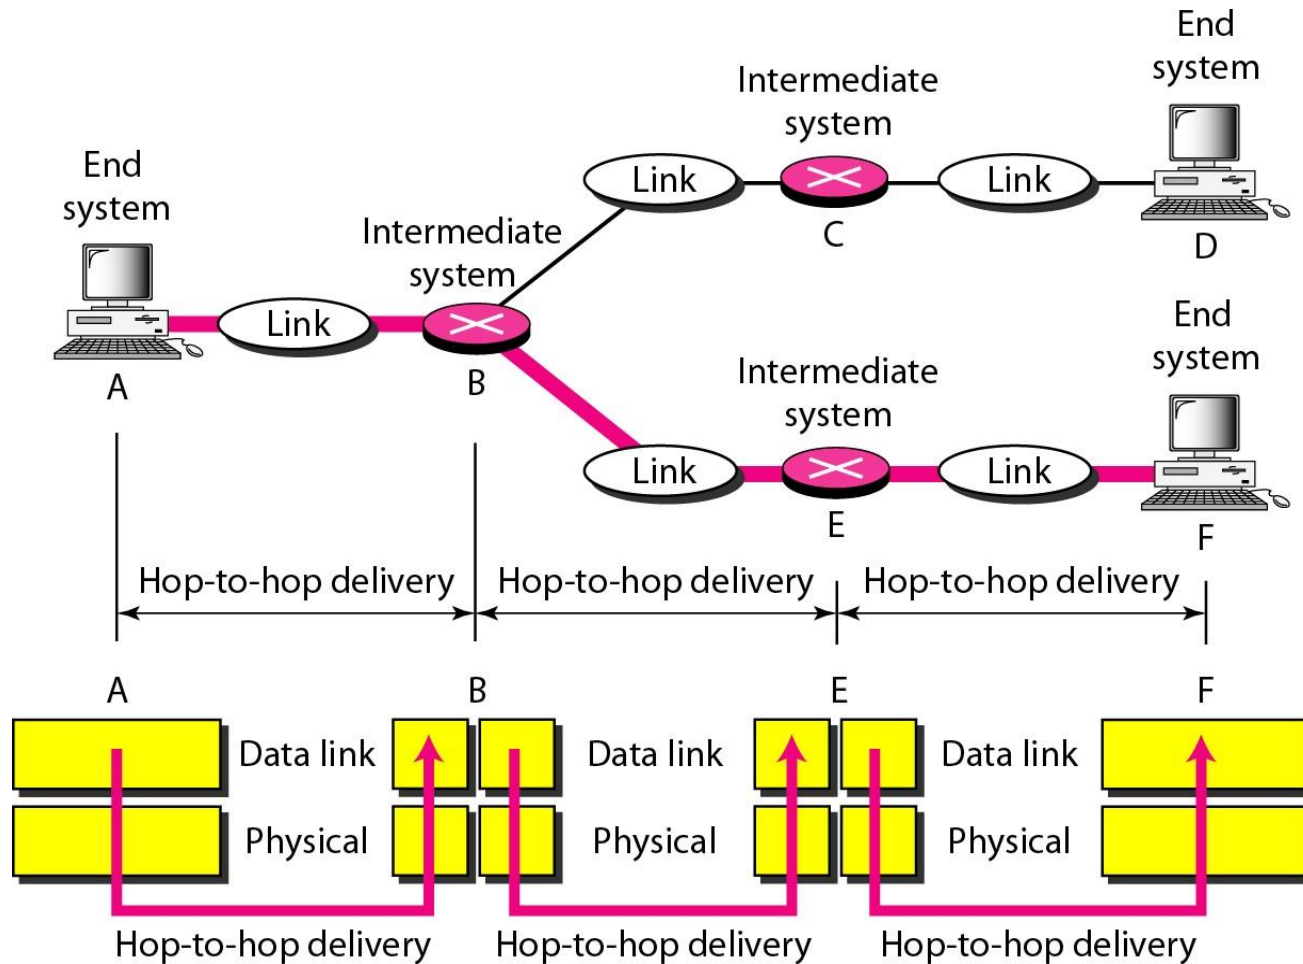 End
system
Intermediate
system
Link
Link
C
D
End
system
Intermediate
system
Link
A
B
End
system
Intermediate
system
Link
Link
E
F
Hop-to-hop delivery
Hop-to-hop delivery
Hop-to-hop delivery
A
B
E
F
Data link
Data link
Data link
Physical
Physical
Physical
Hop-to-hop delivery
Hop-to-hop delivery
Hop-to-hop delivery